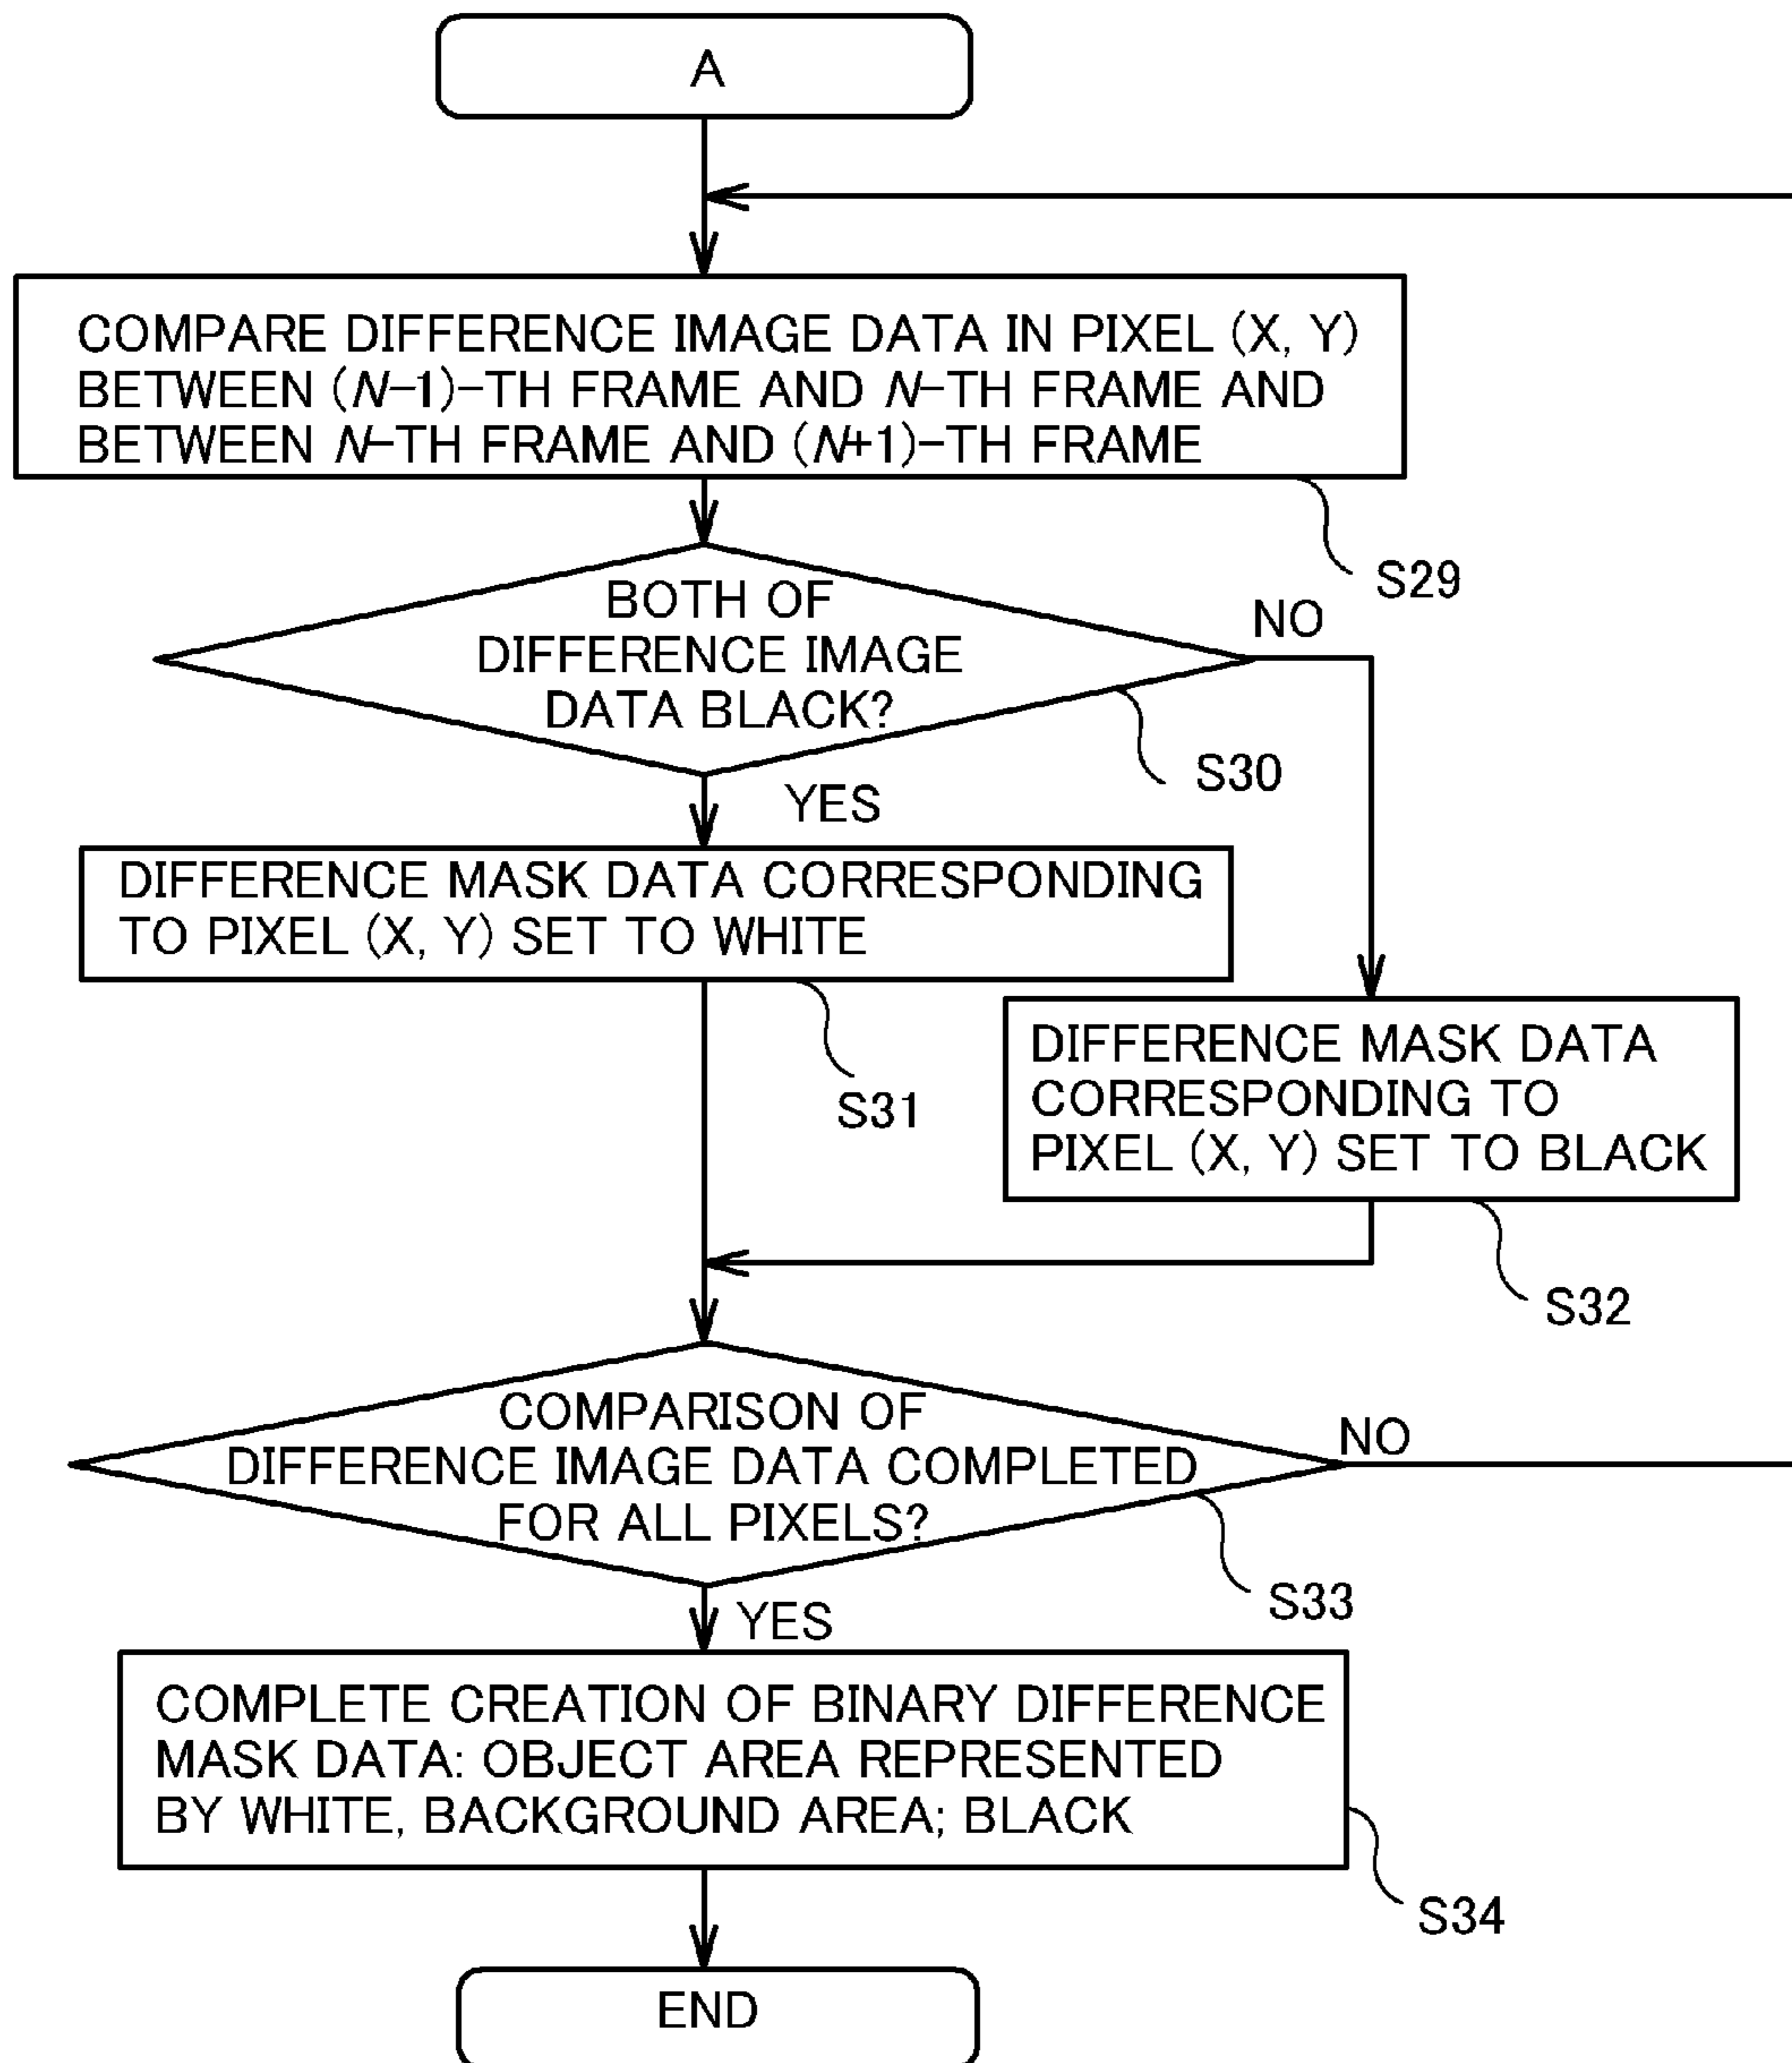 A
COMPARE DIFFERENCE IMAGE DATA IN PIXEL (X, Y)
BETWEEN (N-1)-TH FRAME AND N-TH FRAME AND
BETWEEN N-TH FRAME AND (N+1)-TH FRAME
S29
BOTH OF
DIFFERENCE IMAGE
DATA BLACK?
NO
S30
YES
DIFFERENCE MASK DATA CORRESPONDING
TO PIXEL (X, Y) SET TO WHITE
S31
DIFFERENCE MASK DATA
CORRESPONDING TO
PIXEL (X, Y) SET TO BLACK
S32
COMPARISON OF
DIFFERENCE IMAGE DATA COMPLETED
FOR ALL PIXELS?
NO
S33
YES
COMPLETE CREATION OF BINARY DIFFERENCE
MASK DATA: OBJECT AREA REPRESENTED
BY WHITE, BACKGROUND AREA; BLACK
S34
END